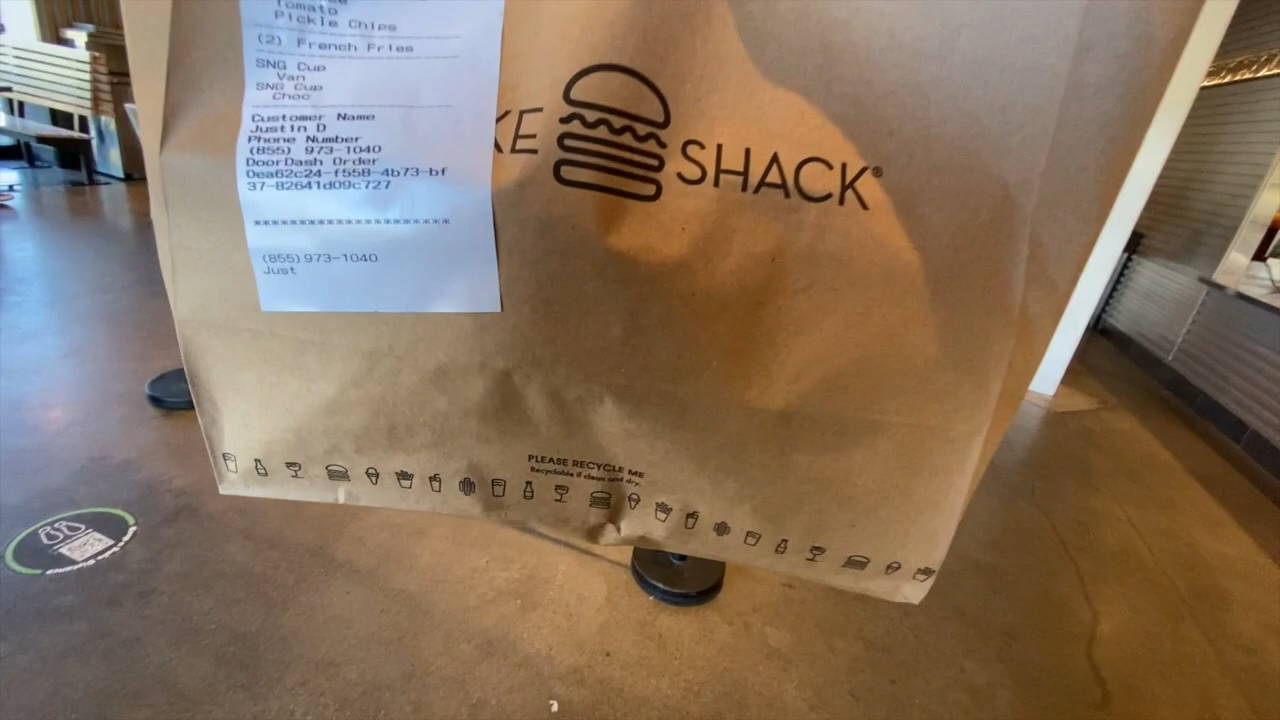 Tomato
Pickle Chips
(2) French Fries
SNG Cup
Van
SNG Cup
Choc
Customer Name
Justin D
Phone Number
(855) 973-1040
DoorDash Order
0ea62c24-f558-4b73-bf
37-82641d09c727
*********************
(855)973-1040
Just
KE SHACK®
PLEASE RECYCLE ME
Recyclable if clean and dry.